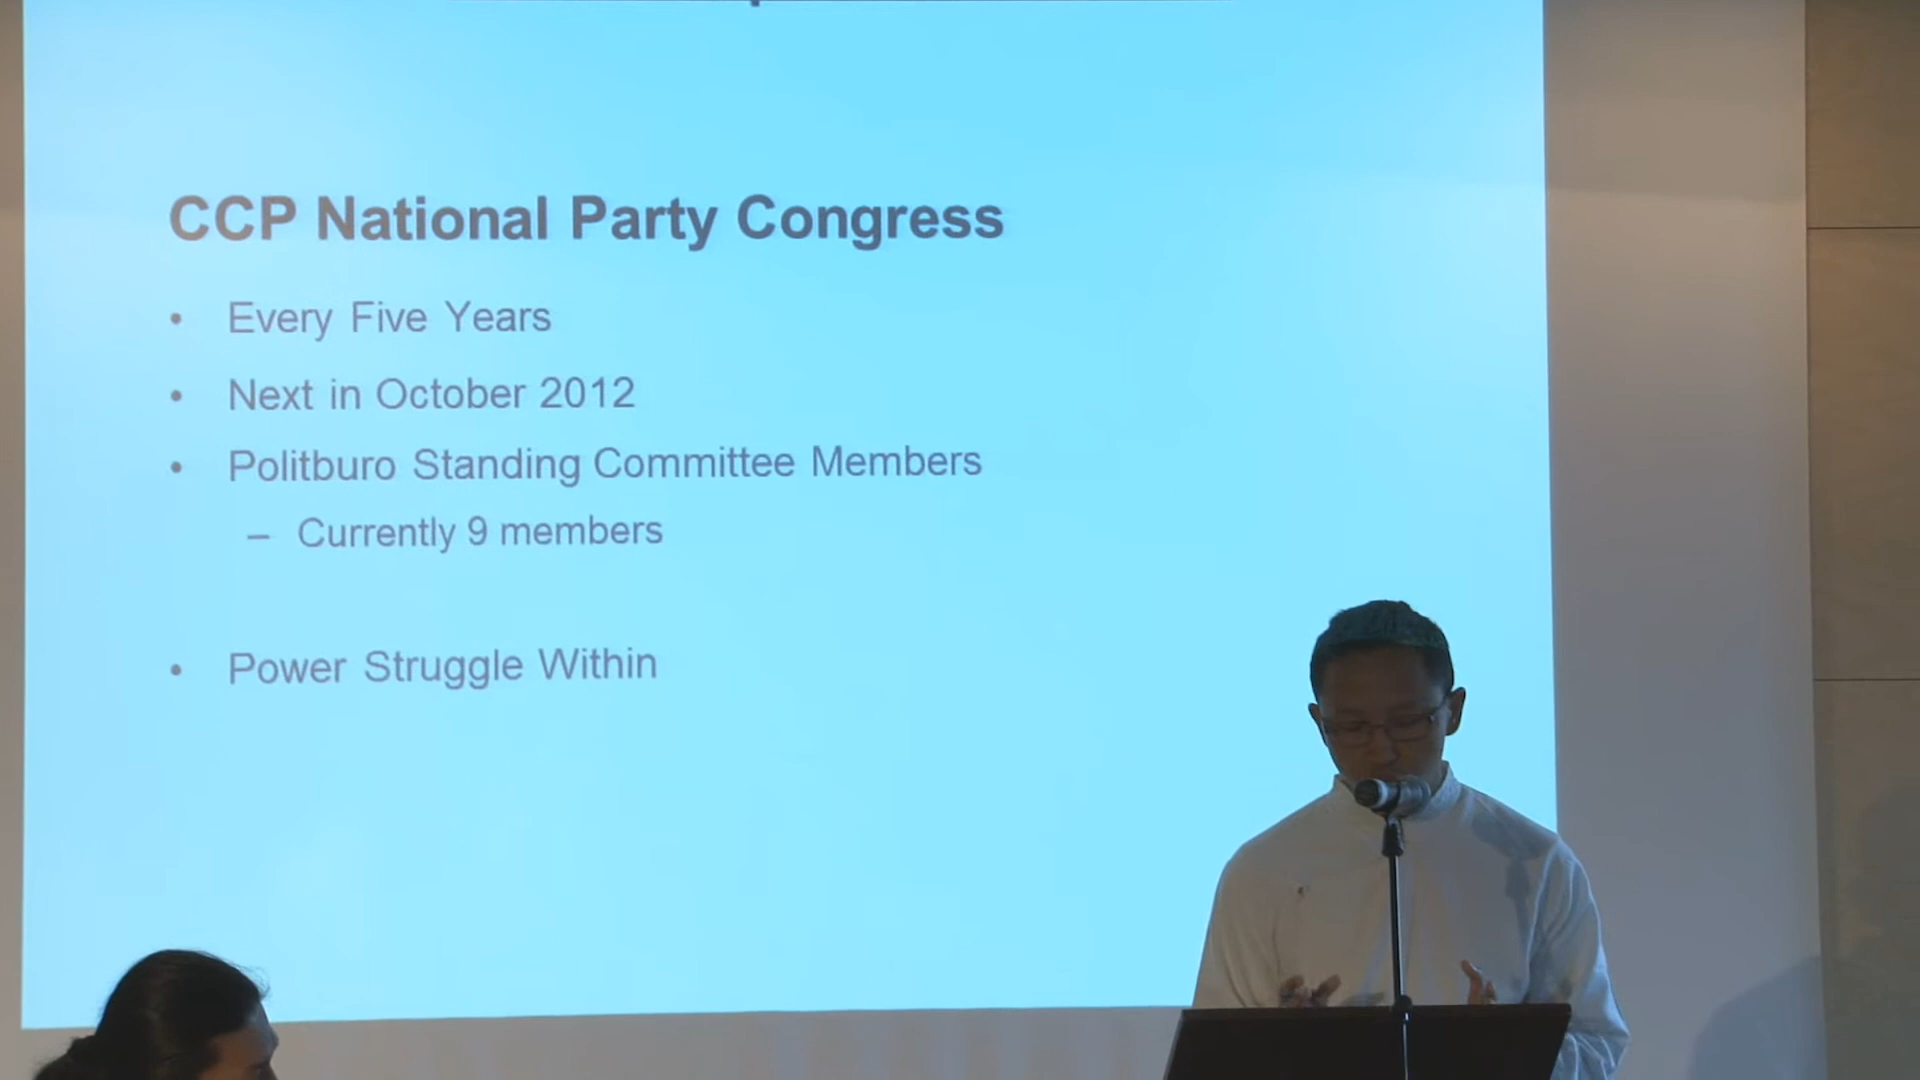 CCP National Party Congress
• Every Five Years
• Next in October 2012
• Politburo Standing Committee Members
– Currently 9 members
• Power Struggle Within